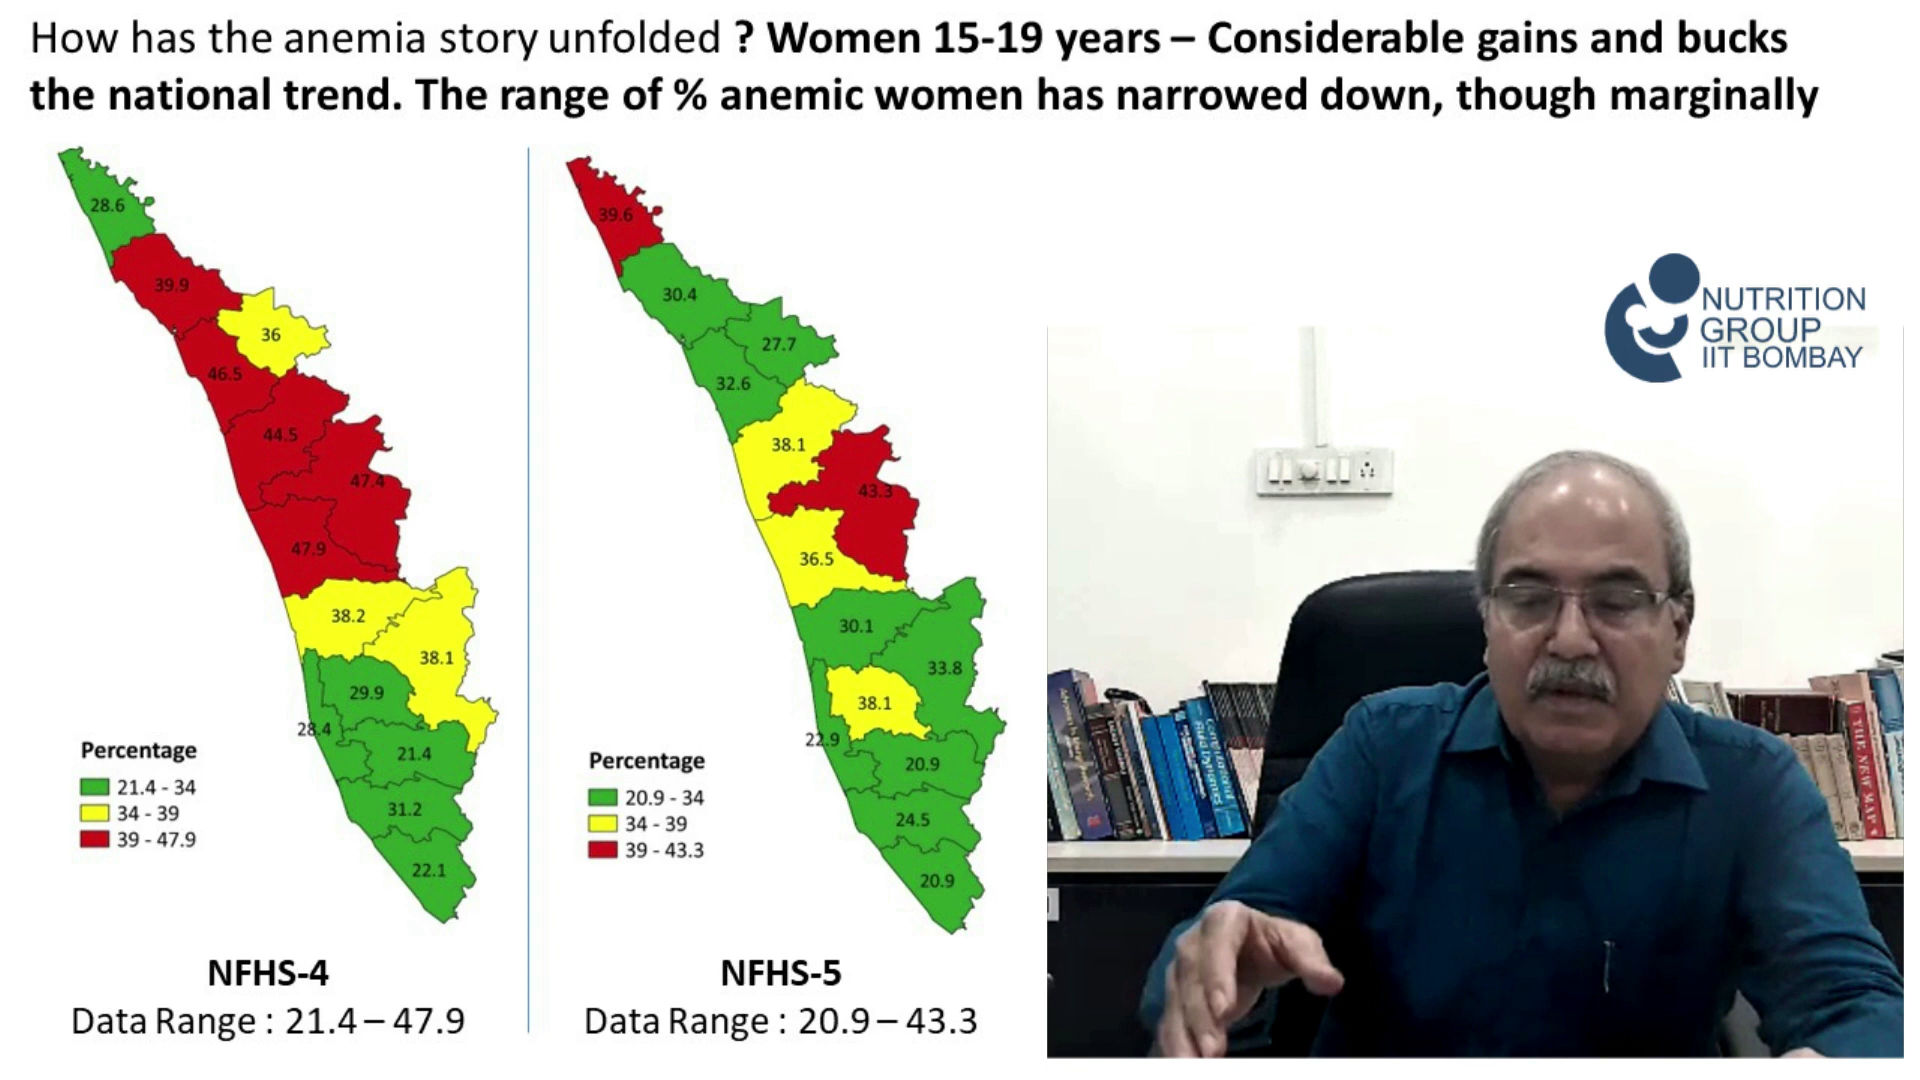 How has the anemia story unfolded ? Women 15-19 years – Considerable gains and bucks
the national trend. The range of % anemic women has narrowed down, though marginally
28.6
39.9
36
46.5
44.5
47.4
47.9
38.2
38.1
29.9
28.4
21.4
31.2
22.1
Percentage
21.4 - 34
34 - 39
39 - 47.9
NFHS-4
Data Range : 21.4 – 47.9
39.6
30.4
27.7
32.6
38.1
43.3
36.5
30.1
33.8
38.1
22.9
20.9
24.5
20.9
Percentage
20.9 - 34
34 - 39
39 - 43.3
NFHS-5
Data Range : 20.9 – 43.3
NUTRITION
GROUP
IIT BOMBAY
THE NEW MAP